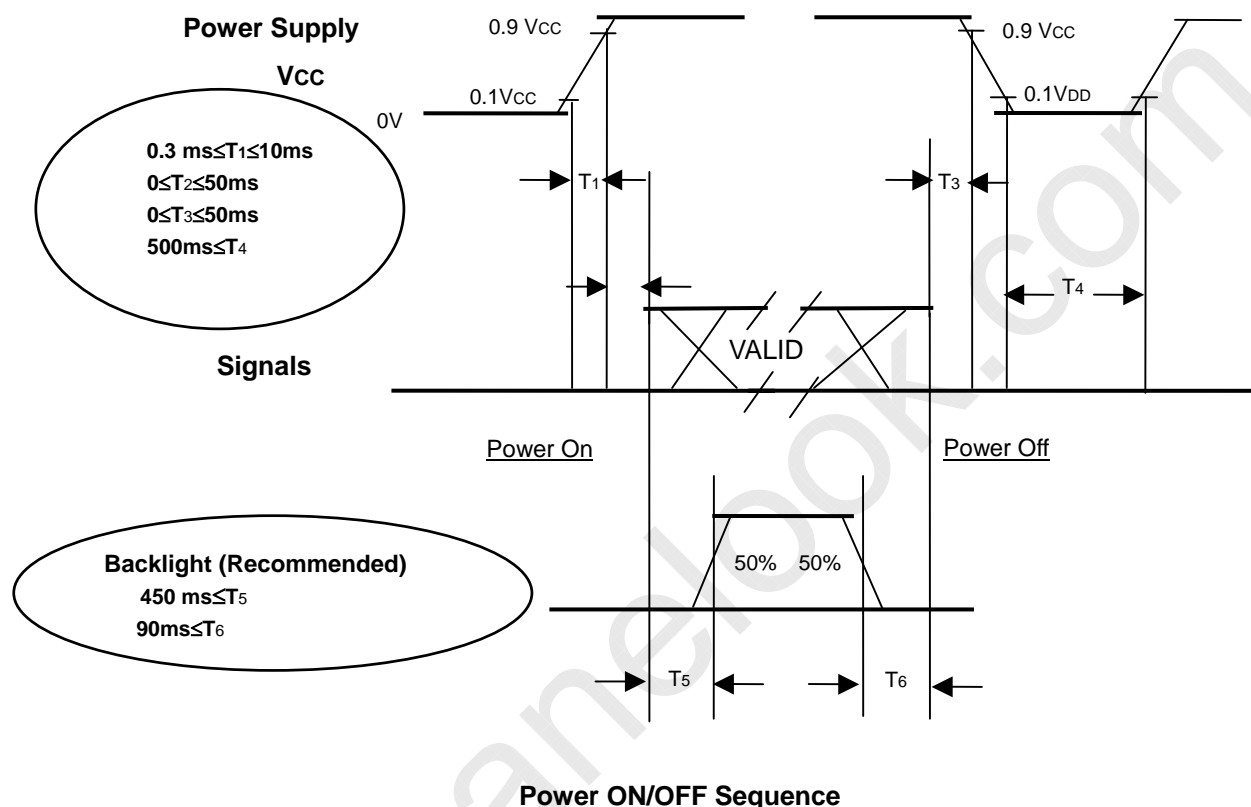 Power Supply
0.9 VCC
0.9 VCC
VCC
0.1VCC
0.1VDD
0V
0.3 ms≤T1≤10ms
0≤T2≤50ms
0≤T3≤50ms
500ms≤T4
T1
T3
T4
VALID
Signals
Power On
Power Off
Backlight (Recommended)
450 ms≤T5
90ms≤T6
50%
50%
T5
T6
Power ON/OFF Sequence
anelook.com